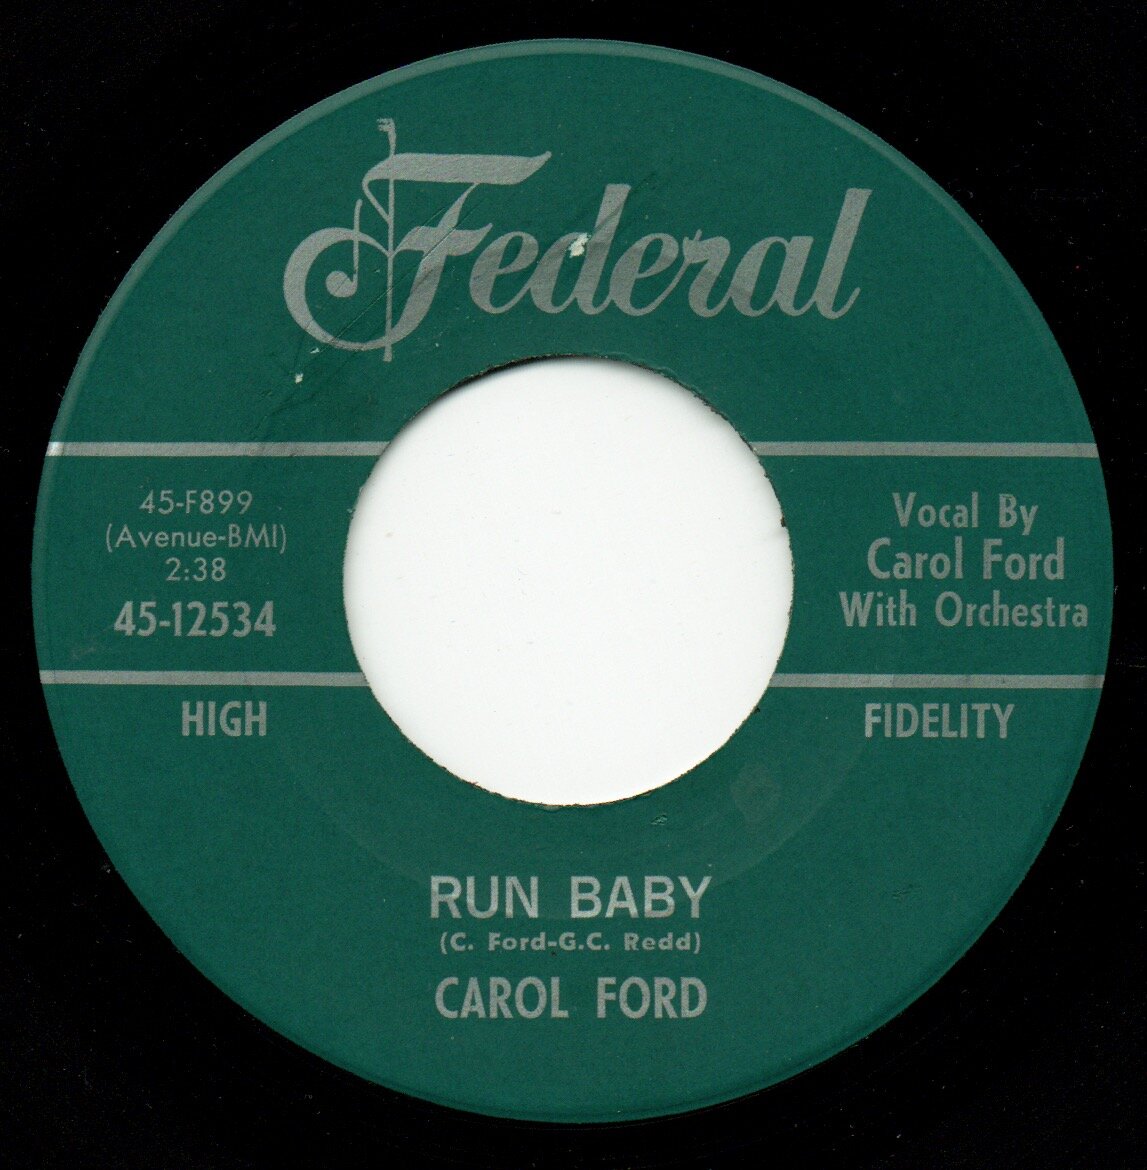 Federal
45-F899
(Avenue-BMI)
2:38
45-12534
Vocal By
Carol Ford
With Orchestra
HIGH FIDELITY
RUN BABY
(C. Ford-G.C. Redd)
CAROL FORD